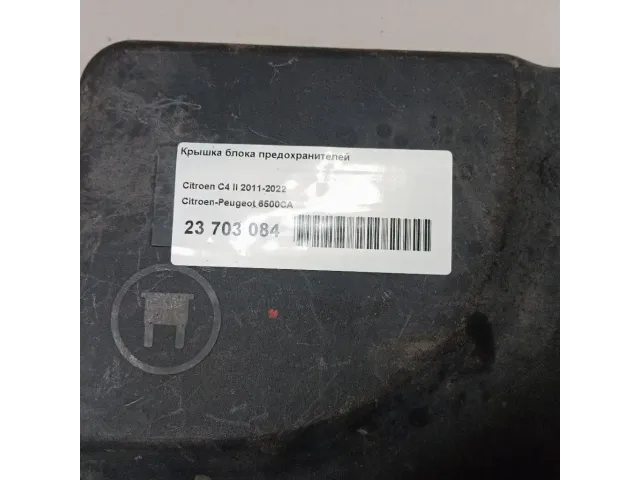 Крышка блока предохранителей
Citroen C4 II 2011-2022
Citroen-Peugeot 6500CA
23 703 084